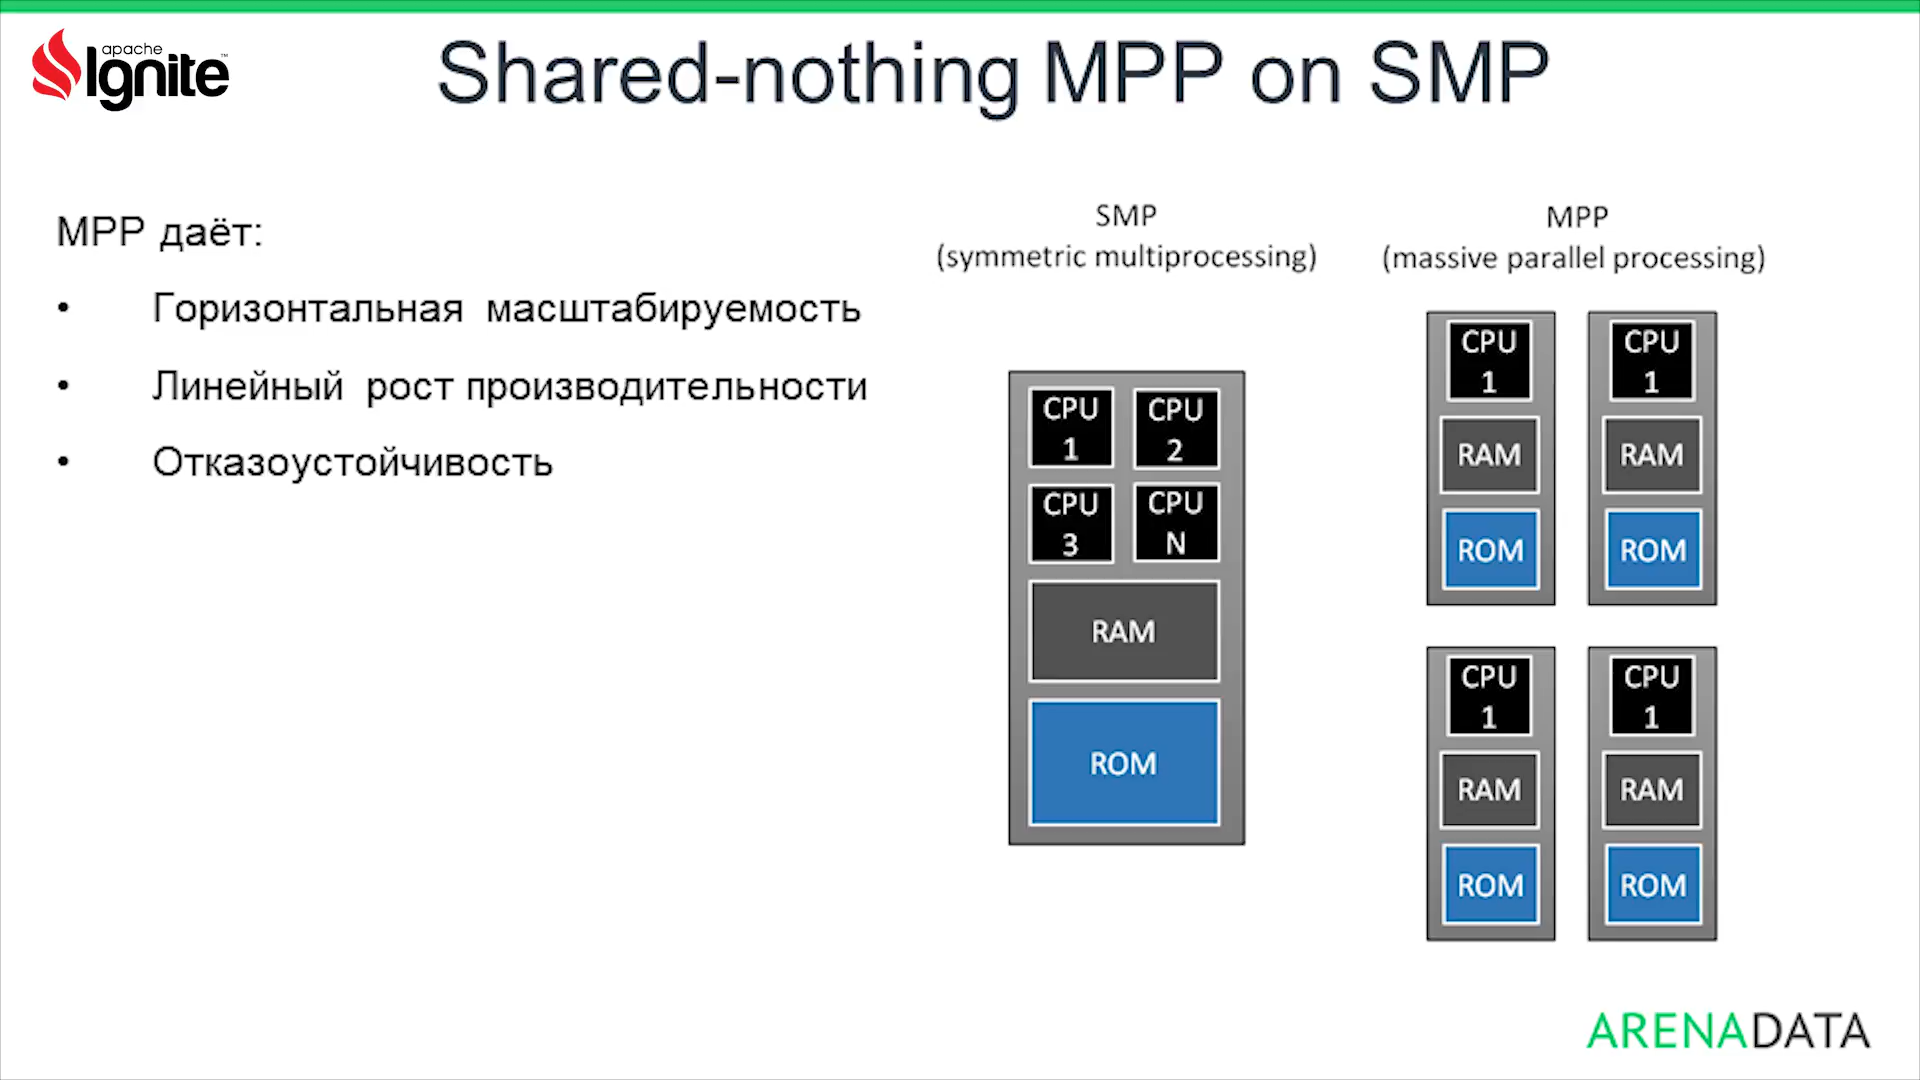 apache
Ignite™
Shared-nothing MPP on SMP
MPP даёт:
• Горизонтальная масштабируемость
• Линейный рост производительности
• Отказоустойчивость
SMP
(symmetric multiprocessing)
CPU
1
CPU
2
CPU
3
CPU
N
RAM
ROM
MPP
(massive parallel processing)
CPU
1
RAM
ROM
CPU
1
RAM
ROM
CPU
1
RAM
ROM
CPU
1
RAM
ROM
ARENADATA